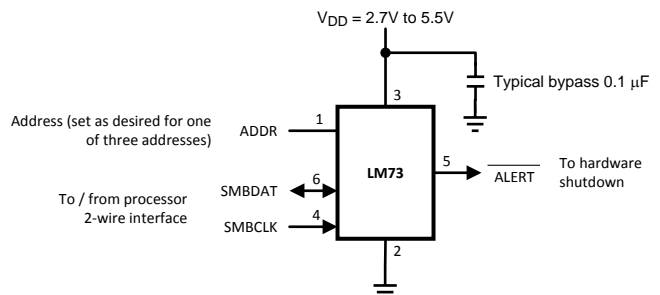 V_DD = 2.7V to 5.5V
Typical bypass 0.1 μF
3
Address (set as desired for one
of three addresses)
1
ADDR
LM73
5
ALERT
To hardware
shutdown
To / from processor
2-wire interface
SMBDAT
6
SMBCLK
4
2